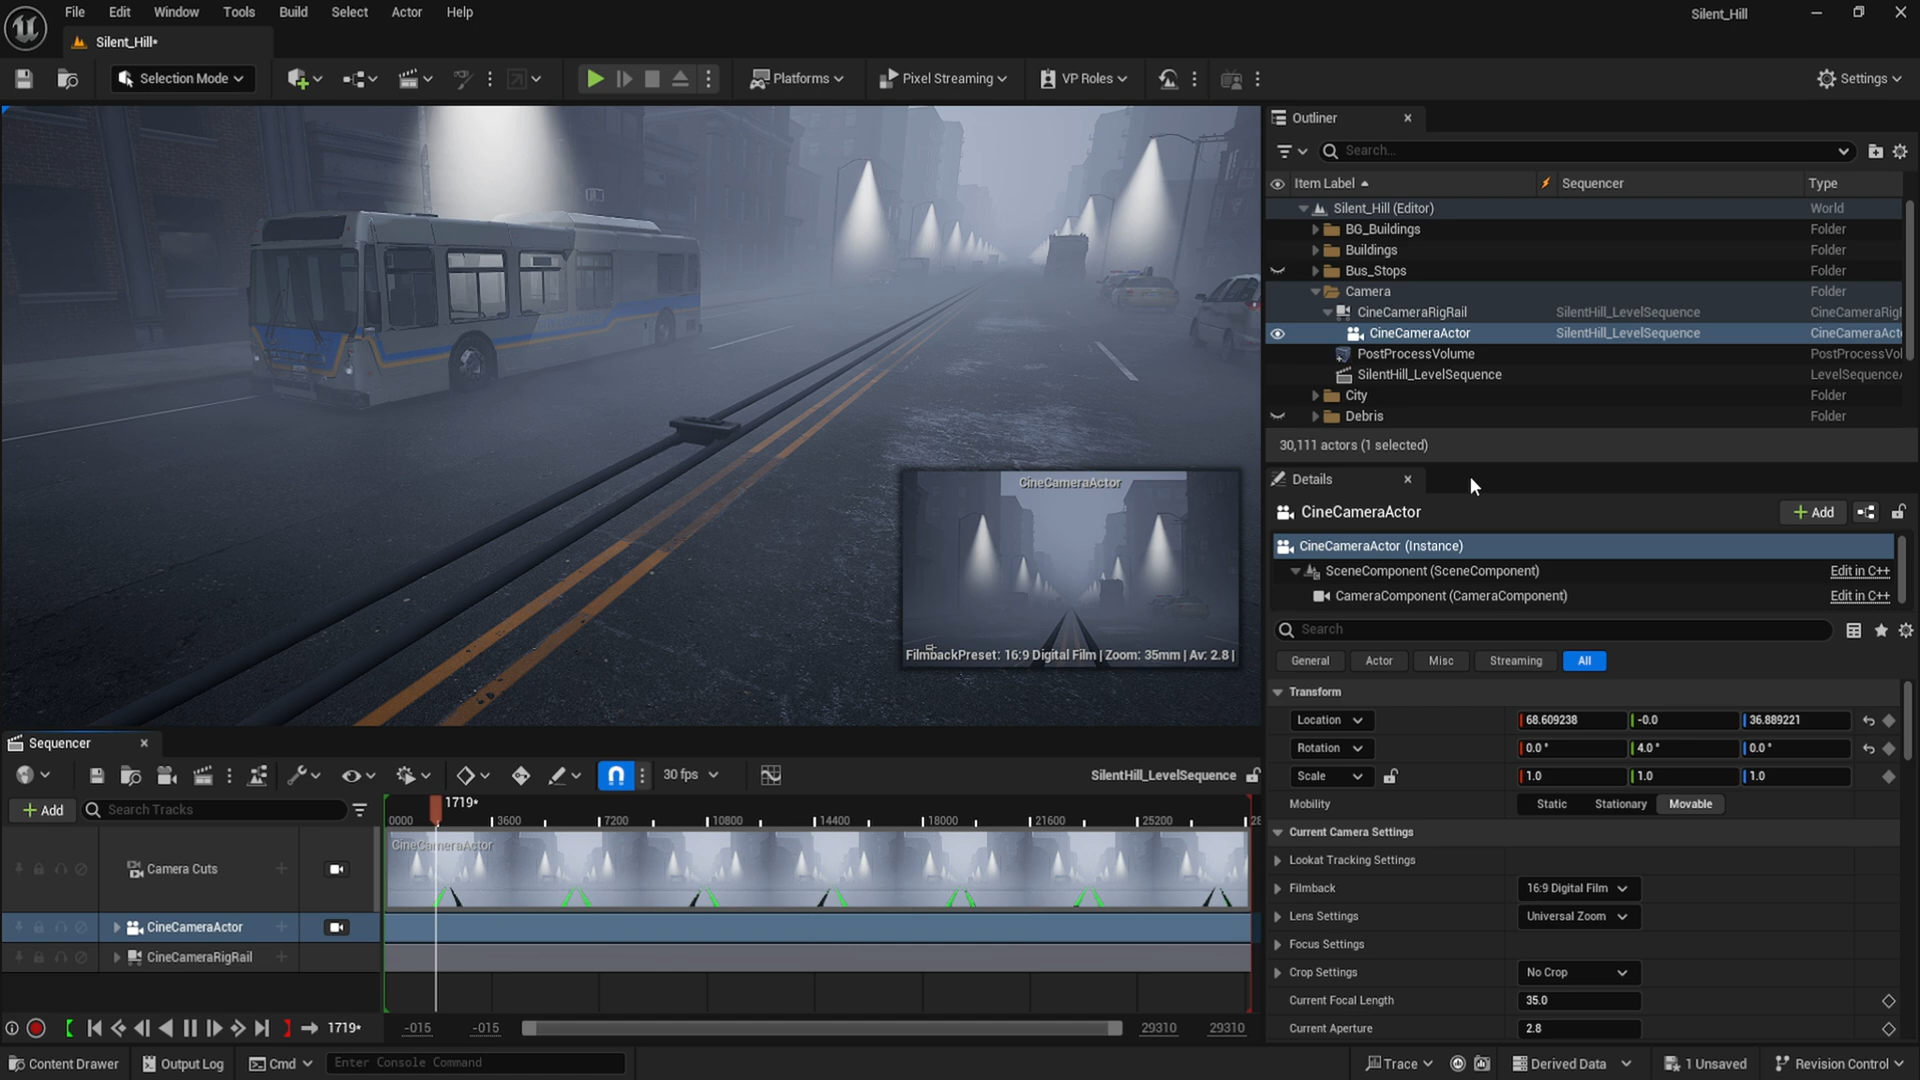 File Edit Window Tools Build Select Actor Help
Silent_Hill
Silent_Hill*
Selection Mode
Platforms
Pixel Streaming
VP Roles
Settings
CineCameraActor
FilmbackPreset: 16:9 Digital Film | Zoom: 35mm | Av: 2.8 |
Outliner
Search...
Item Label Sequencer Type
Silent_Hill (Editor) World
BG_Buildings Folder
Buildings Folder
Bus_Stops Folder
Camera Folder
CineCameraRigRail SilentHill_LevelSequence CineCameraRigF
CineCameraActor SilentHill_LevelSequence CineCameraActo
PostProcessVolume PostProcessVol
SilentHill_LevelSequence LevelSequenceA
City Folder
Debris Folder
30,111 actors (1 selected)
Details
CineCameraActor
Add
CineCameraActor (Instance)
SceneComponent (SceneComponent) Edit in C++
CameraComponent (CameraComponent) Edit in C++
Search
General Actor Misc Streaming All
Transform
Location 68.609238 -0.0 36.889221
Rotation 0.0° 4.0° 0.0°
Scale 1.0 1.0 1.0
Mobility Static Stationary Movable
Current Camera Settings
Lookat Tracking Settings
Filmback 16:9 Digital Film
Lens Settings Universal Zoom
Focus Settings
Crop Settings No Crop
Current Focal Length 35.0
Current Aperture 2.8
Sequencer
30 fps
SilentHill_LevelSequence
Add
Search Tracks
1719*
0000 3600 7200 10800 14400 18000 21600 25200 28
CineCameraActor
Camera Cuts
CineCameraActor
CineCameraRigRail
1719*
-015 -015 29310 29310
Content Drawer Output Log Cmd Enter Console Command
Trace Derived Data 1 Unsaved Revision Control